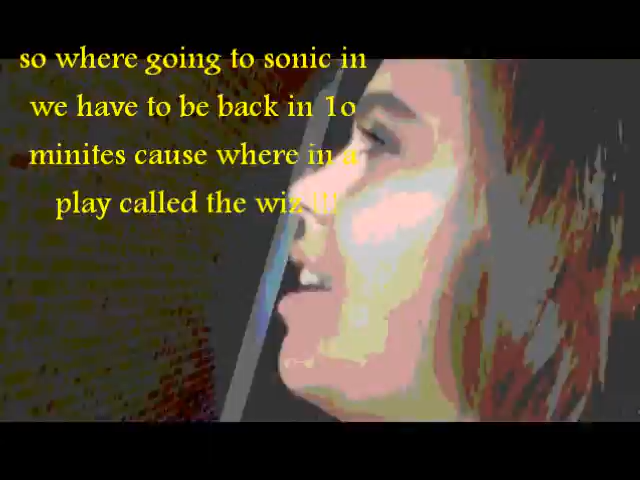 so where going to sonic in
we have to be back in 1o
minites cause where in a
play called the wiz !!!